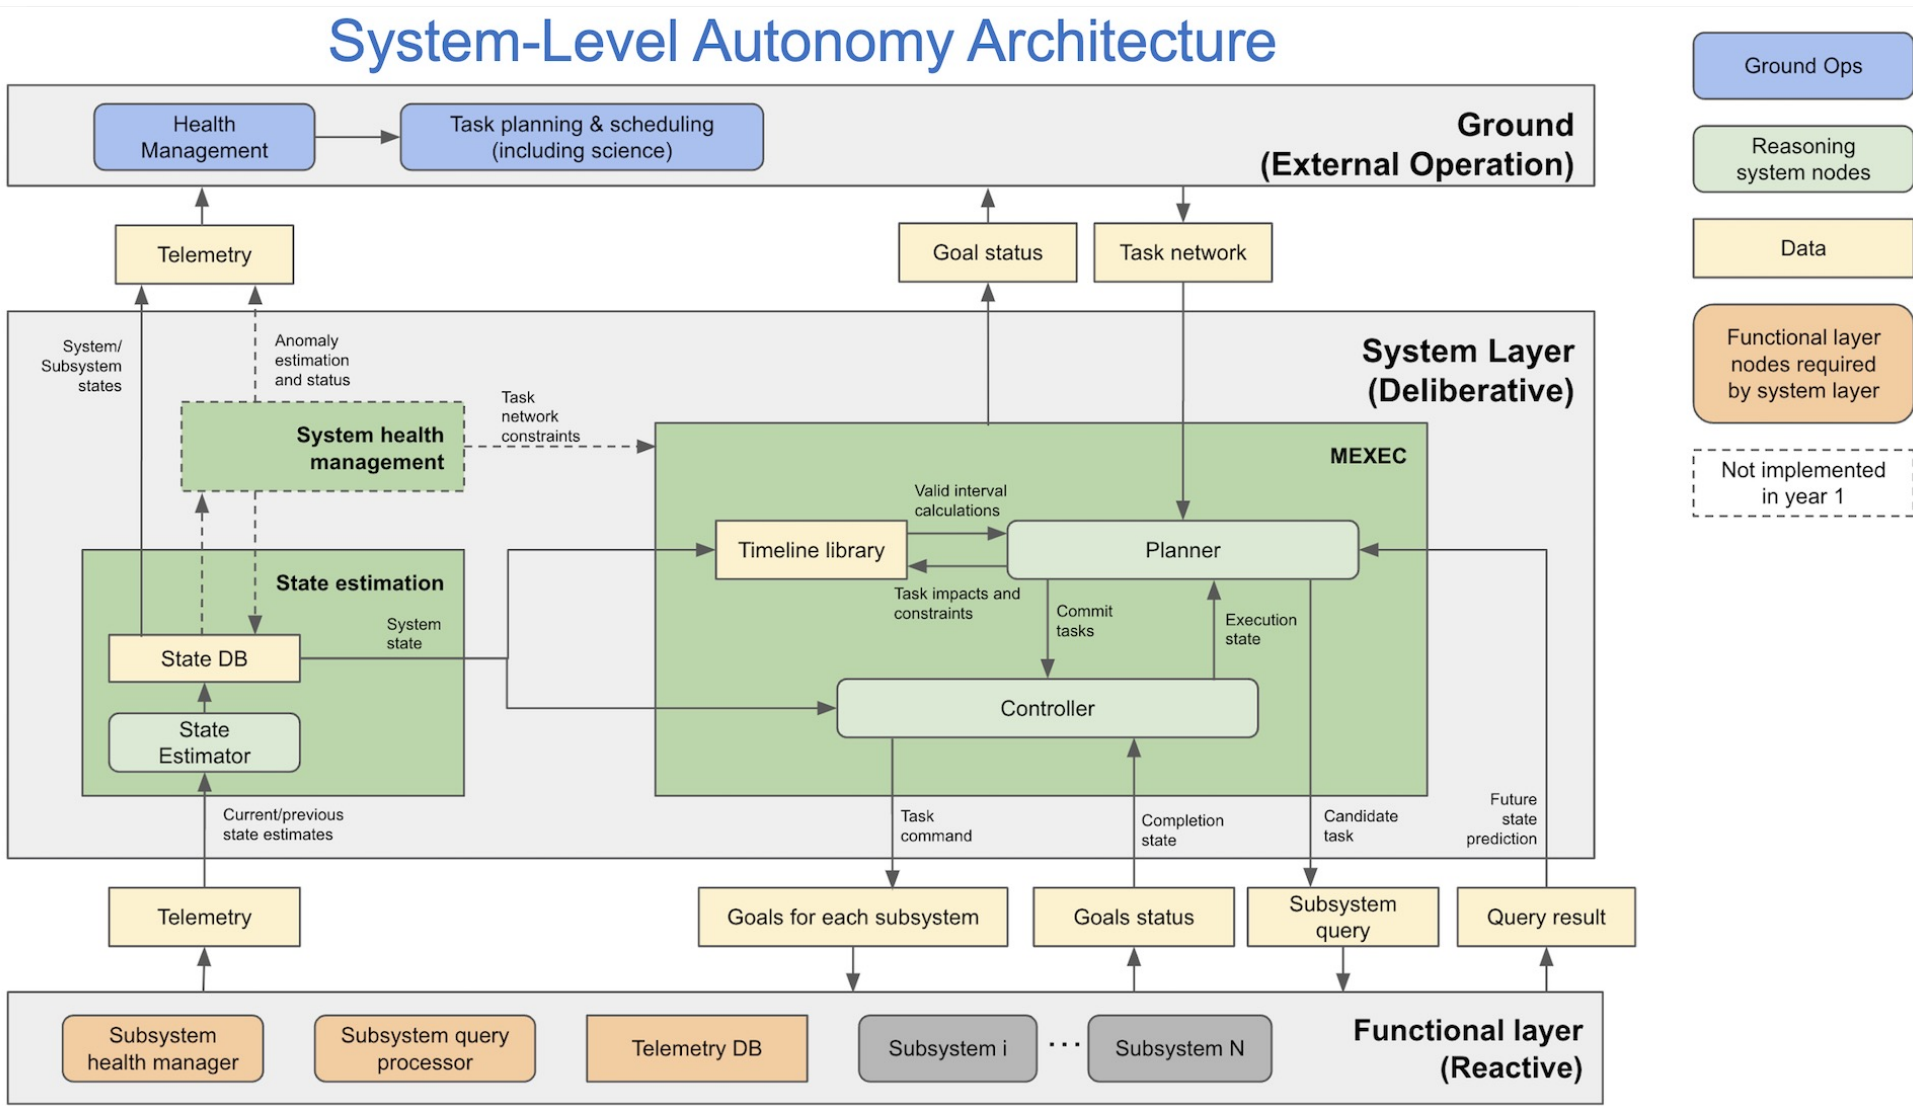 System-Level Autonomy Architecture
Ground Ops
Reasoning
system nodes
Data
Functional layer
nodes required
by system layer
Not implemented
in year 1
Health
Management
Task planning & scheduling
(including science)
Ground
(External Operation)
Telemetry
Goal status
Task network
System/
Subsystem
states
Anomaly
estimation
and status
System Layer
(Deliberative)
System health
management
Task
network
constraints
MEXEC
Timeline library
Valid interval
calculations
Planner
Task impacts and
constraints
Commit
tasks
Execution
state
State estimation
State DB
System
state
State
Estimator
Controller
Current/previous
state estimates
Task
command
Completion
state
Candidate
task
Future
state
prediction
Telemetry
Goals for each subsystem
Goals status
Subsystem
query
Query result
Subsystem
health manager
Subsystem query
processor
Telemetry DB
Subsystem i
...
Subsystem N
Functional layer
(Reactive)